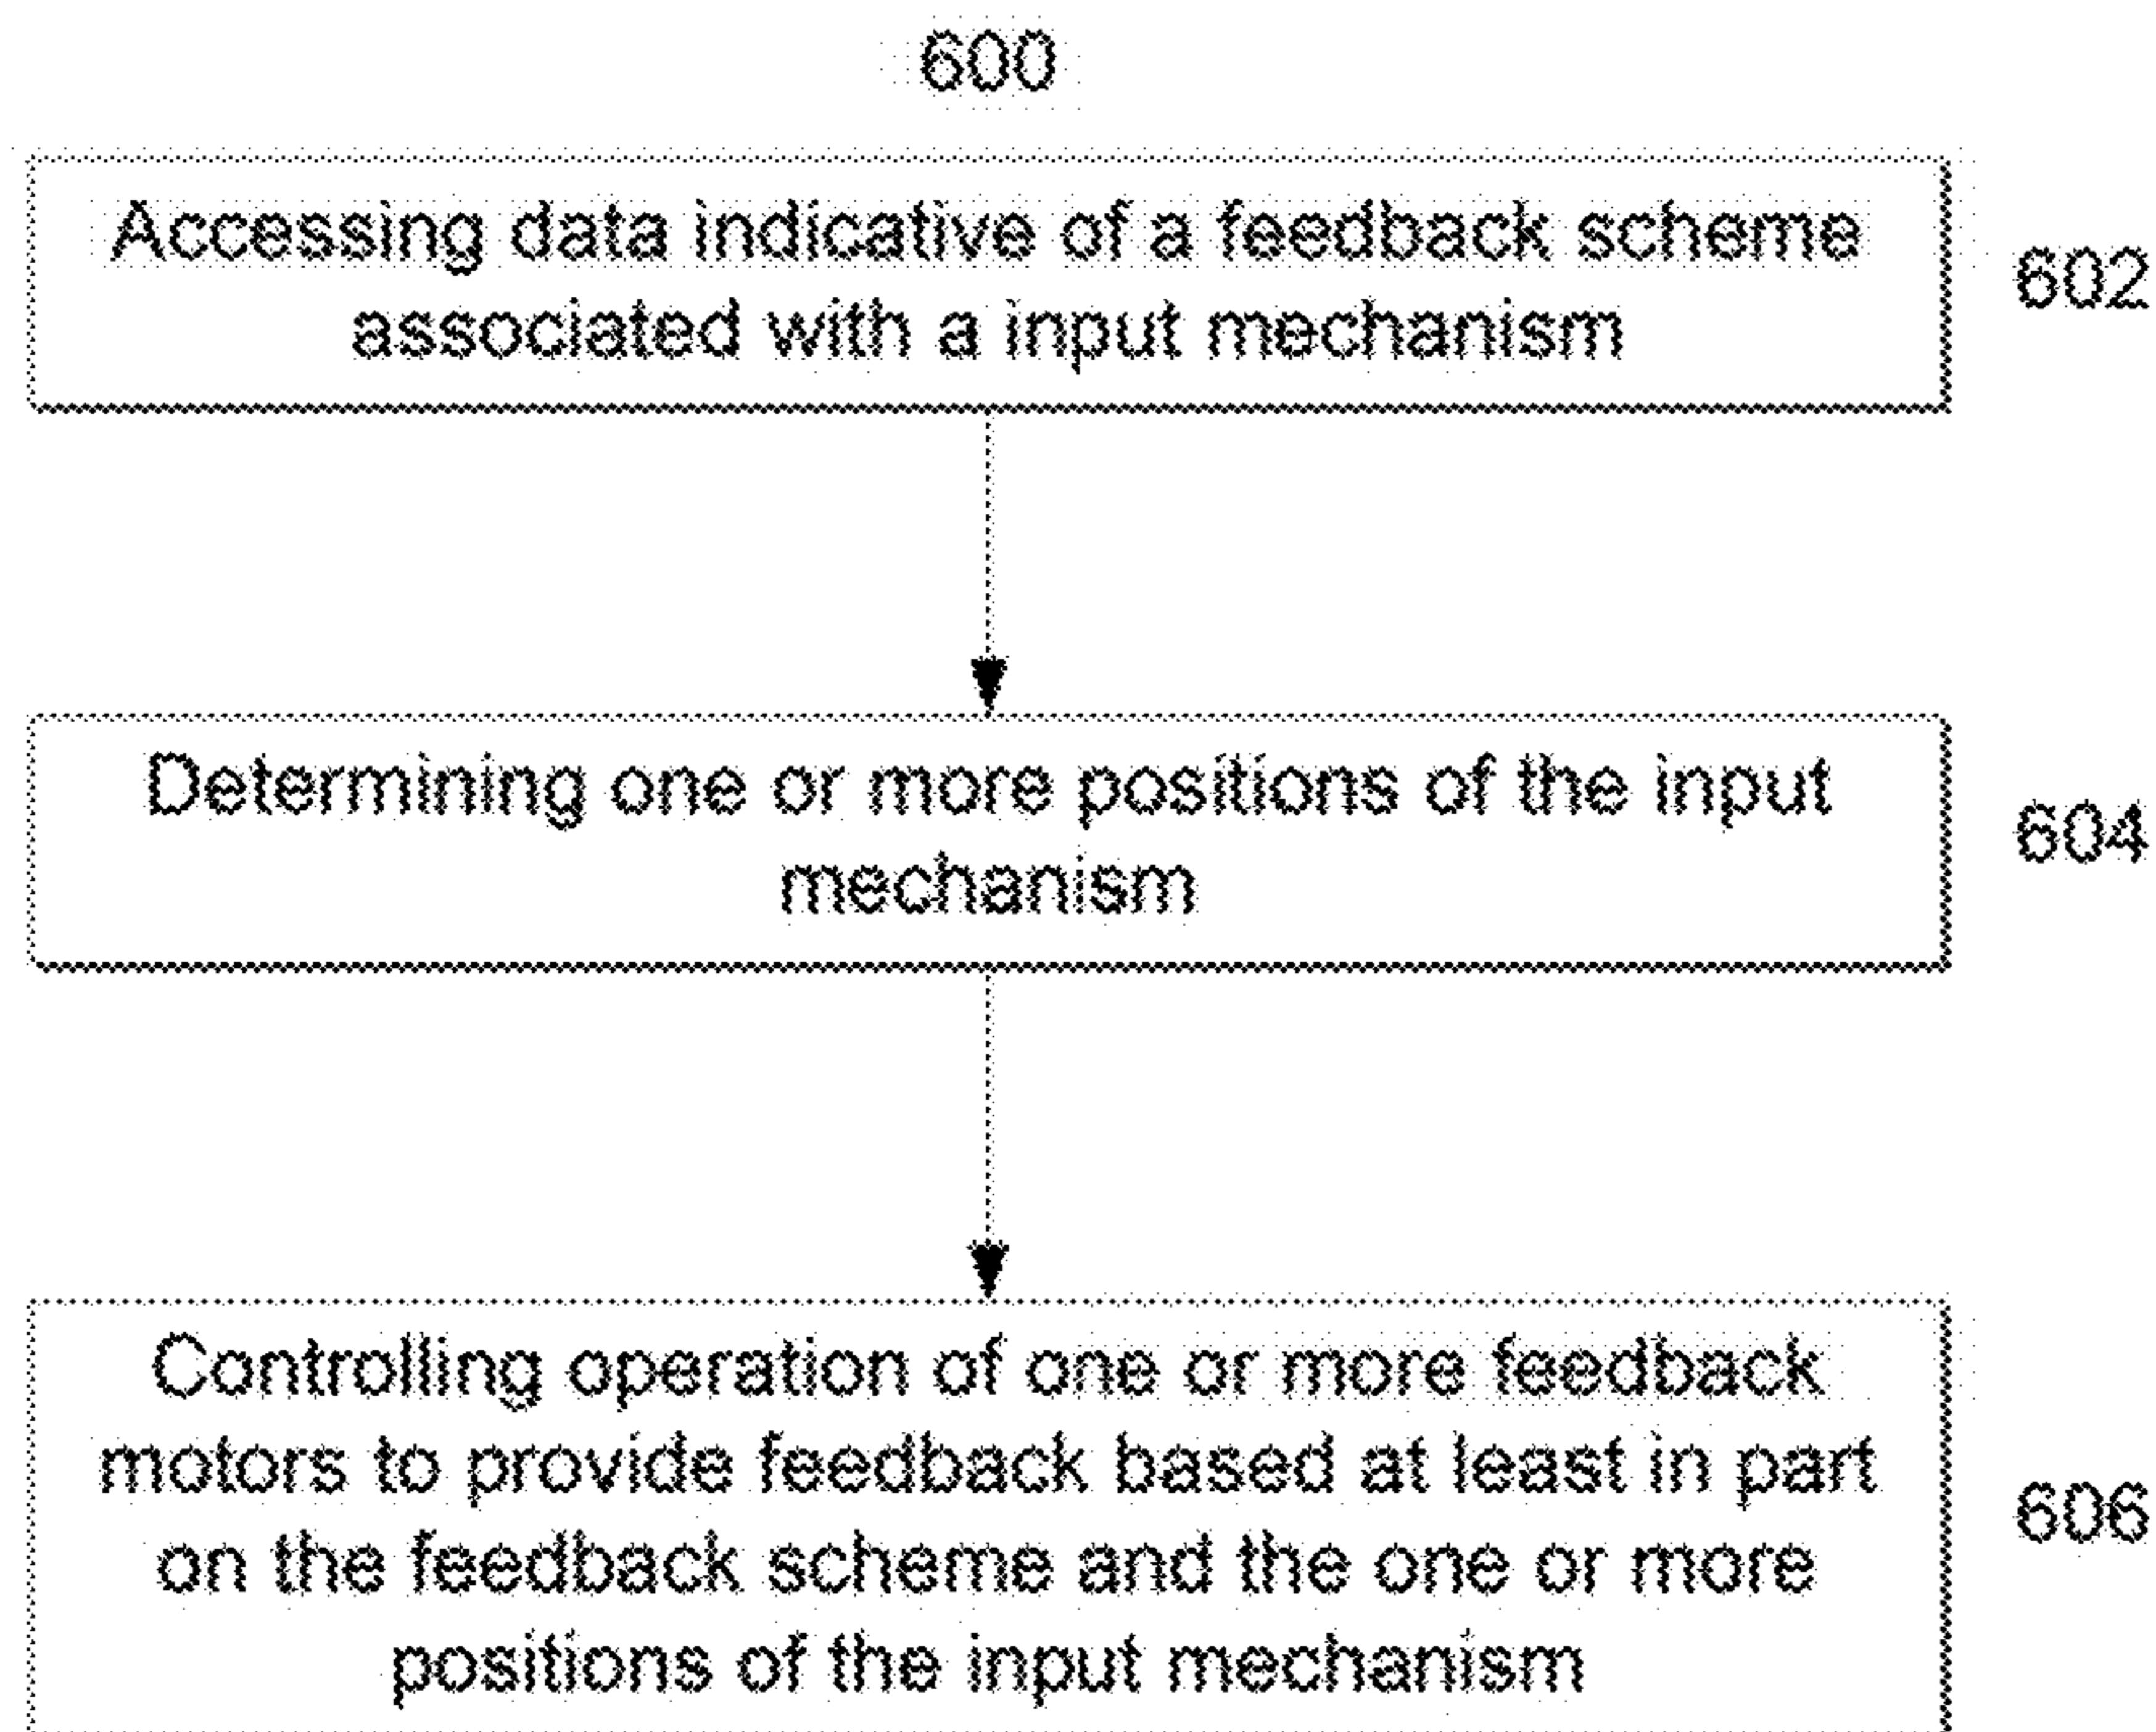 600
Accessing data indicative of a feedback scheme
associated with a input mechanism
602
Determining one or more positions of the input
mechanism
604
Controlling operation of one or more feedback
motors to provide feedback based at least in part
on the feedback scheme and the one or more
positions of the input mechanism
606